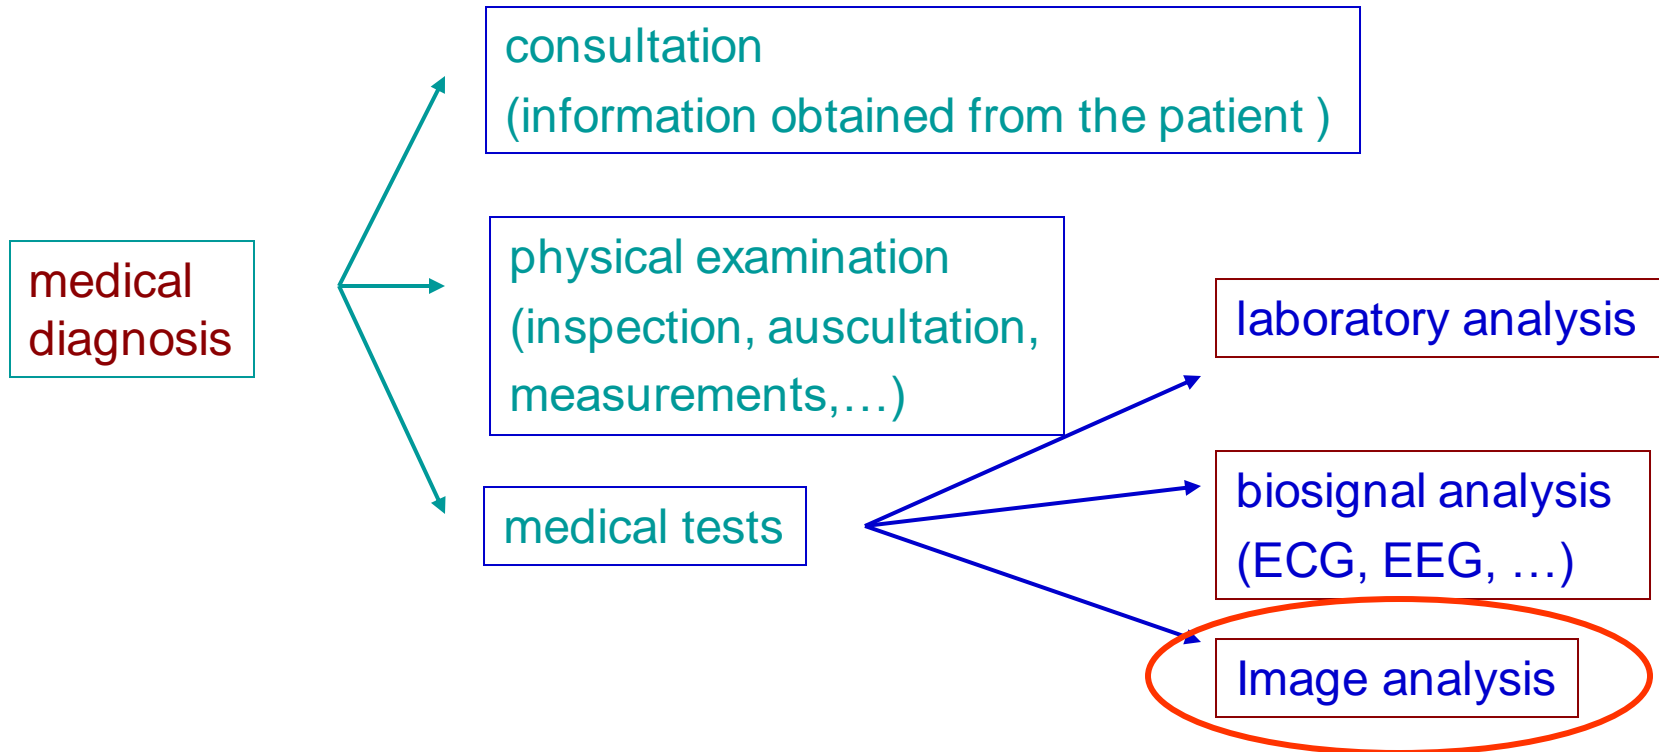 consultation
(information obtained from the patient )
medical
diagnosis
physical examination
(inspection, auscultation,
measurements,…)
medical tests
laboratory analysis
biosignal analysis
(ECG, EEG, …)
Image analysis